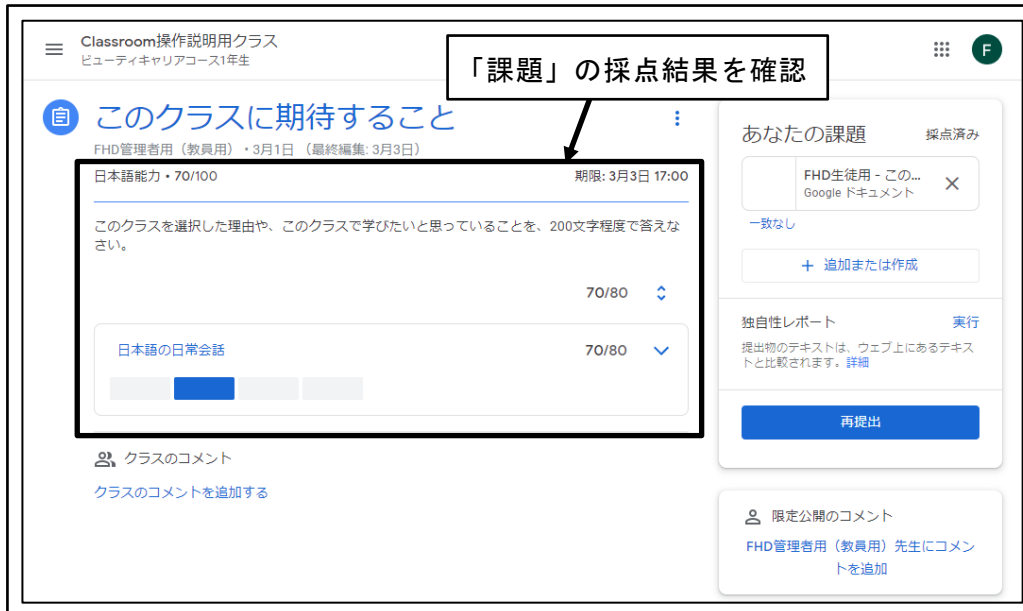 Classroom操作説明用クラス
ビューティキャリアコース1年生
「課題」の採点結果を確認
F
このクラスに期待すること
FHD管理者用（教員用）・3月1日 （最終編集: 3月3日）
日本語能力・70/100
期限: 3月3日 17:00
このクラスを選択した理由や、このクラスで学びたいと思っていることを、200文字程度で答えな
さい。
70/80
日本語の日常会話
70/80
クラスのコメント
クラスのコメントを追加する
あなたの課題
採点済み
FHD生徒用 - この...
Google ドキュメント
一致なし
+ 追加または作成
独自性レポート
実行
提出物のテキストは、ウェブ上にあるテキス
トと比較されます。詳細
再提出
限定公開のコメント
FHD管理者用（教員用）先生にコメン
トを追加